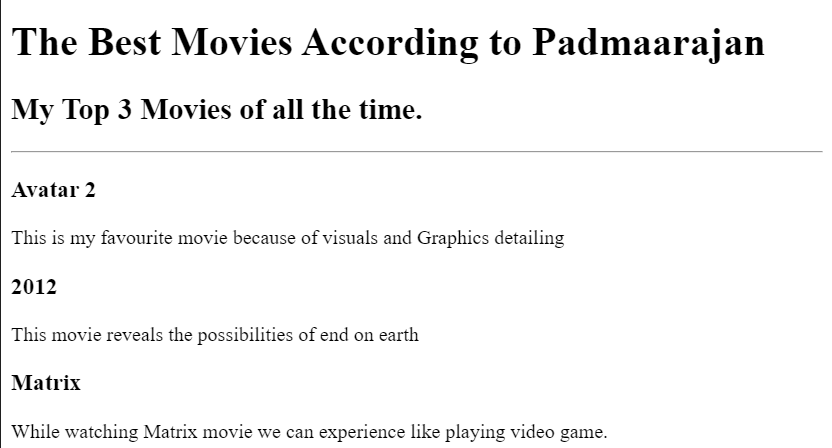 The Best Movies According to Padmaarajan
My Top 3 Movies of all the time.
Avatar 2
This is my favourite movie because of visuals and Graphics detailing
2012
This movie reveals the possibilities of end on earth
Matrix
While watching Matrix movie we can experience like playing video game.